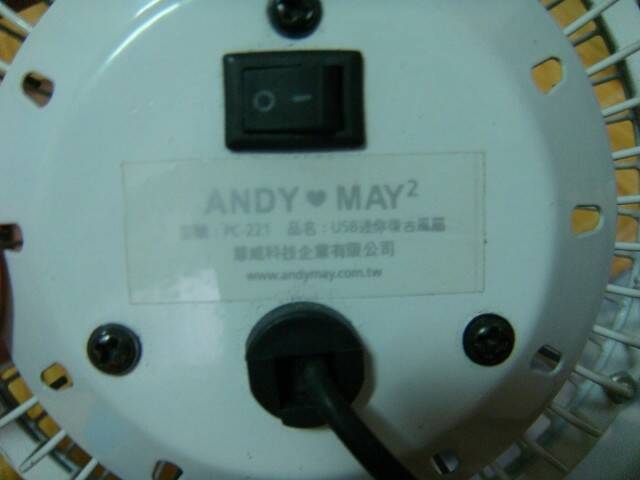 ANDY♥MAY²
型號：PC-221 品名：USB迷你復古風扇
華威科技企業有限公司
www.andymay.com.tw